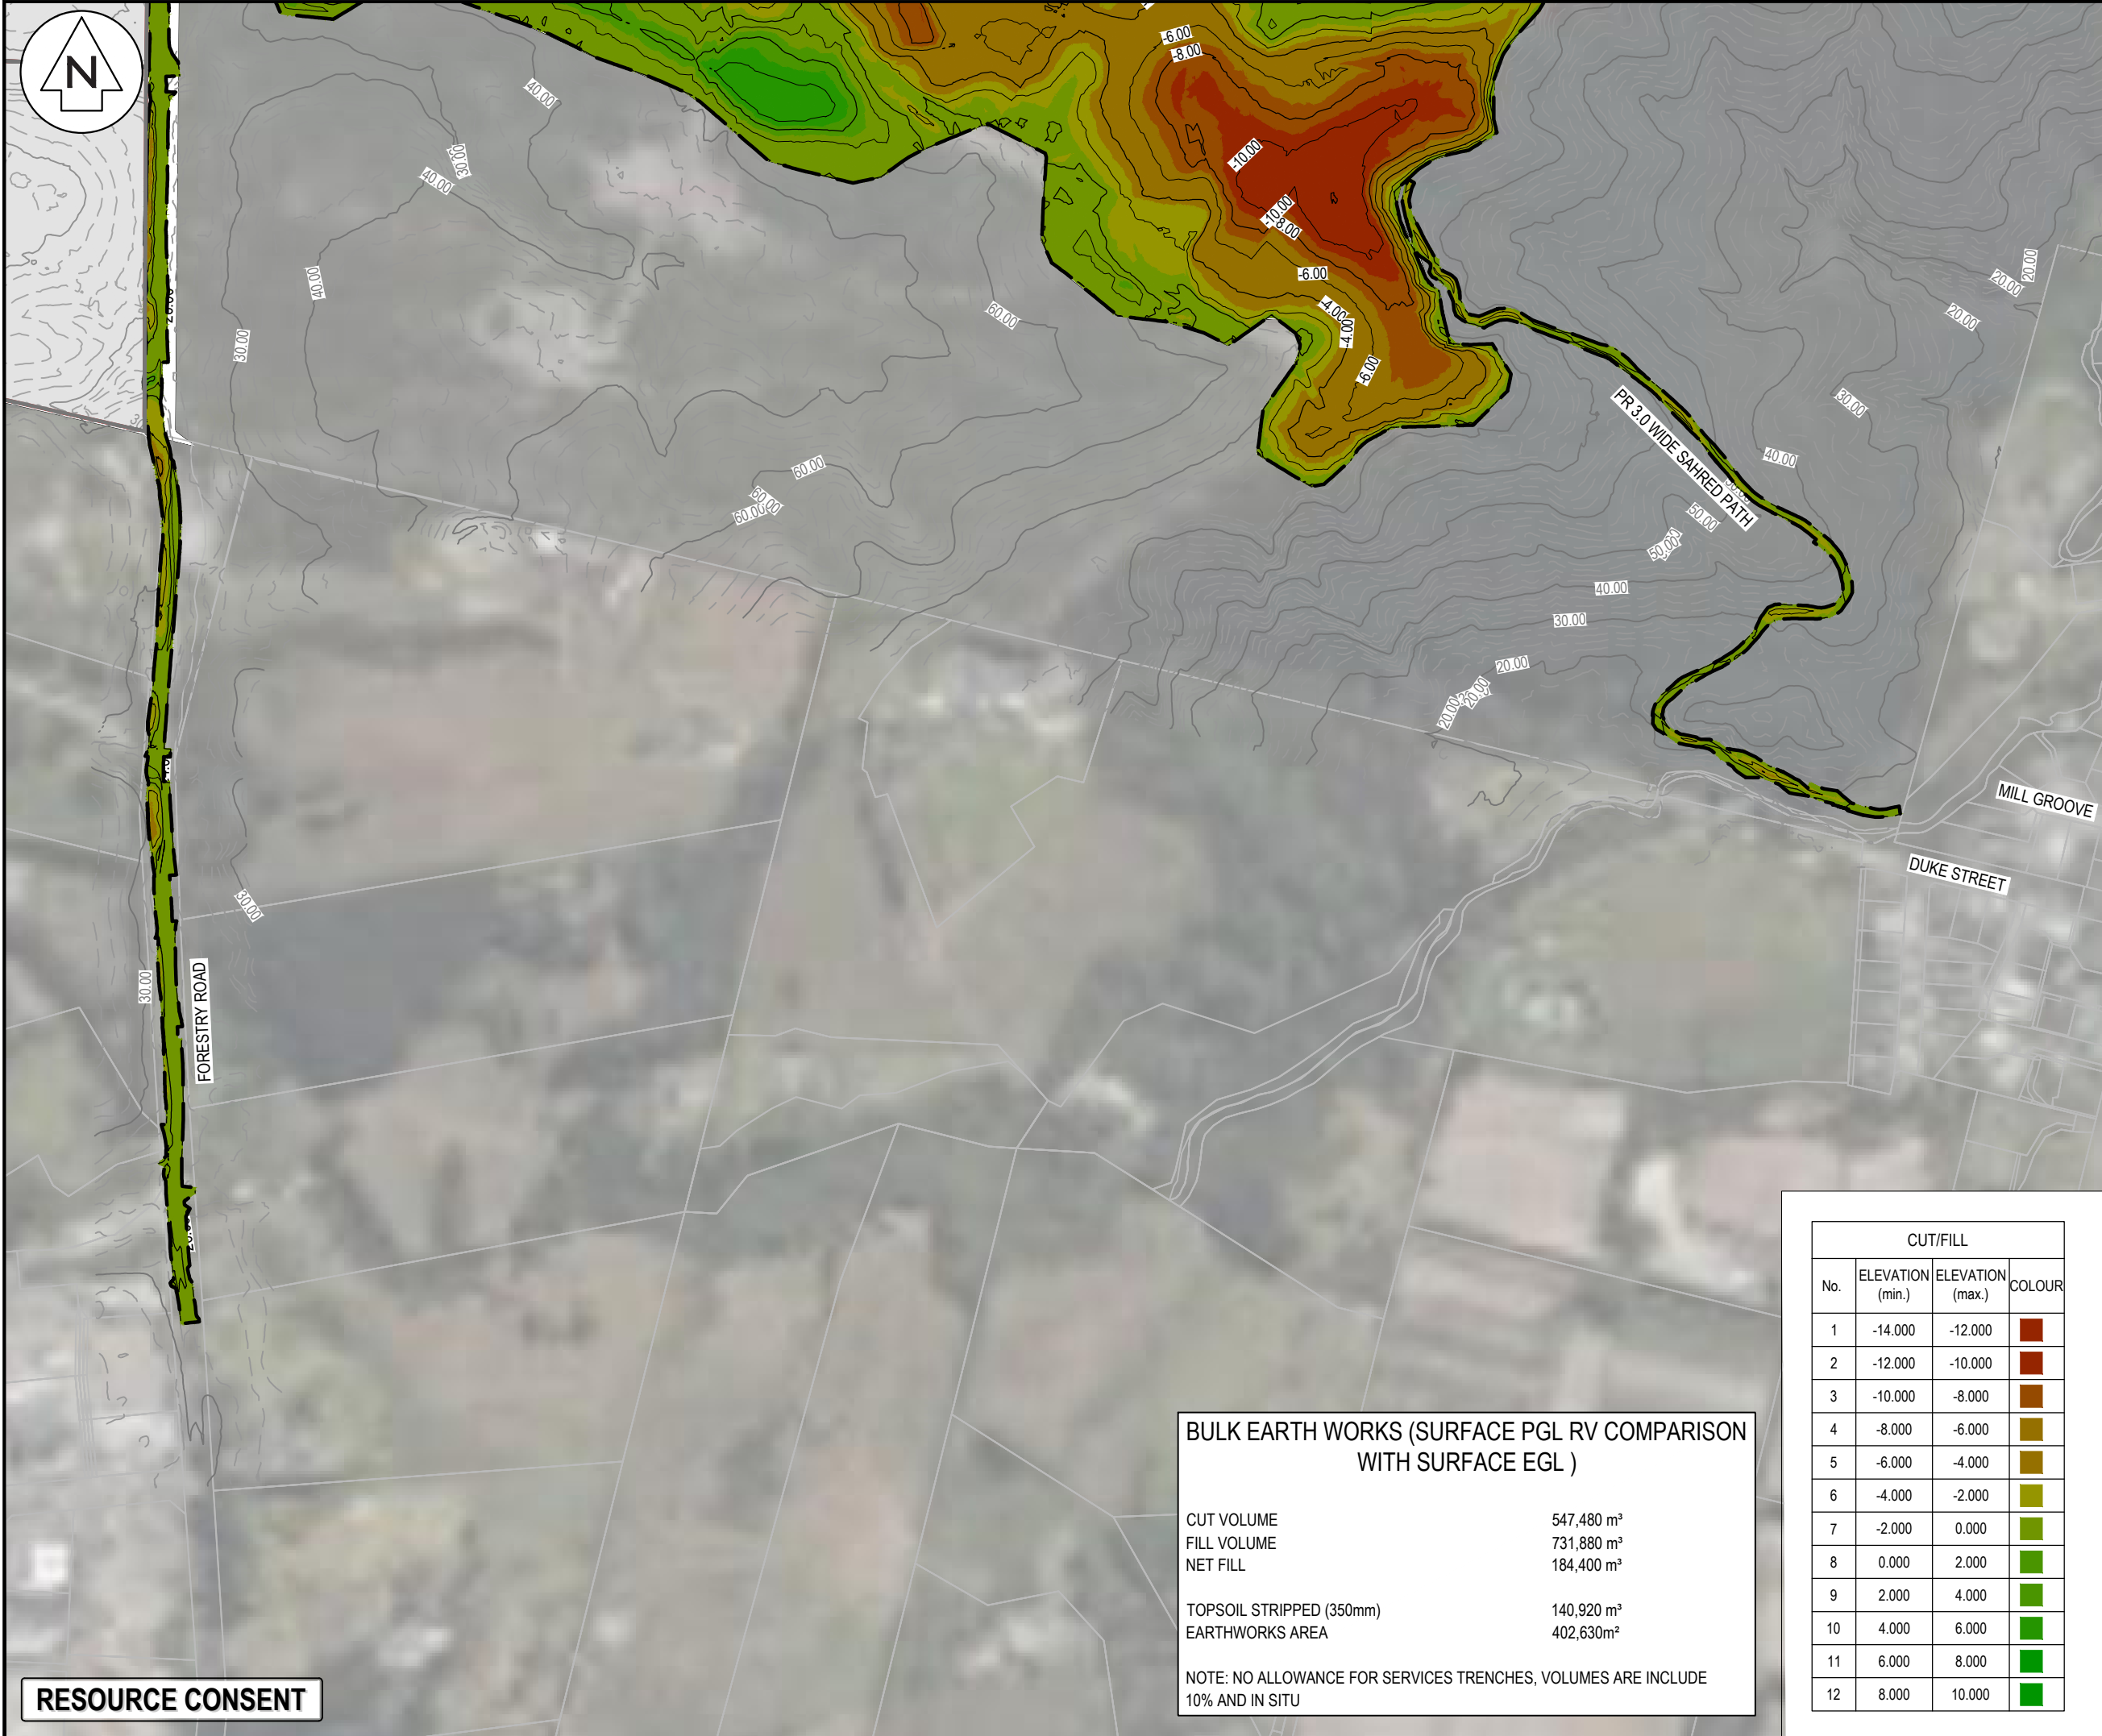 N
-6.00
-8.00
40.00
30.00
40.00
-10.00
-10.00
-8.00
40.00
-6.00
20.00
20.00
20.00
60.00
-4.00
-4.00
30.00
-6.00
PR 3.0 WIDE SAHRED PATH
30.00
40.00
60.00
60.00
60.00
50.00
50.00
40.00
30.00
20.00
20.00
20.00
MILL GROOVE
DUKE STREET
30.00
30.00
FORESTRY ROAD
CUT/FILL
No. ELEVATION (min.) ELEVATION (max.) COLOUR
1 -14.000 -12.000
2 -12.000 -10.000
3 -10.000 -8.000
4 -8.000 -6.000
5 -6.000 -4.000
6 -4.000 -2.000
7 -2.000 0.000
8 0.000 2.000
9 2.000 4.000
10 4.000 6.000
11 6.000 8.000
12 8.000 10.000
BULK EARTH WORKS (SURFACE PGL RV COMPARISON
WITH SURFACE EGL )
CUT VOLUME 547,480 m³
FILL VOLUME 731,880 m³
NET FILL 184,400 m³
TOPSOIL STRIPPED (350mm) 140,920 m³
EARTHWORKS AREA 402,630m²
NOTE: NO ALLOWANCE FOR SERVICES TRENCHES, VOLUMES ARE INCLUDE
10% AND IN SITU
RESOURCE CONSENT